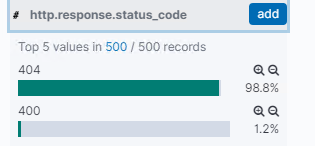 # http.response.status_code add
Top 5 values in 500 / 500 records
404
98.8%
400
1.2%